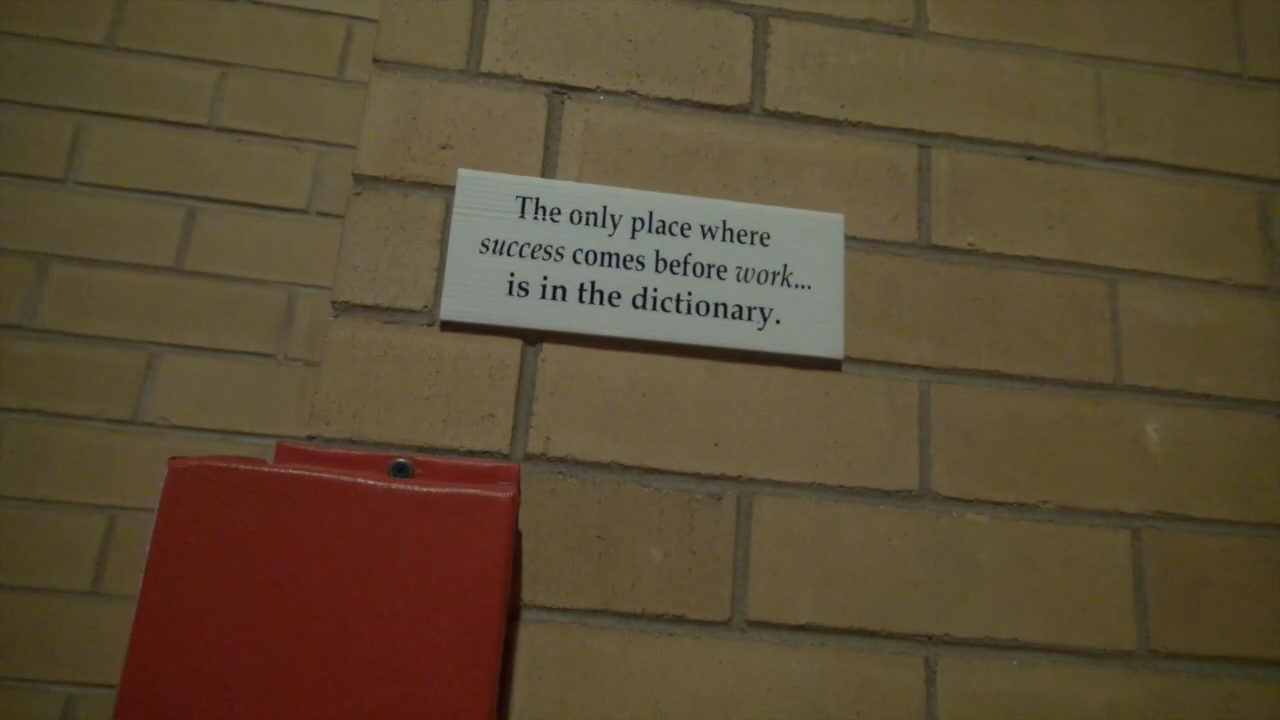 The only place where
success comes before work...
is in the dictionary.